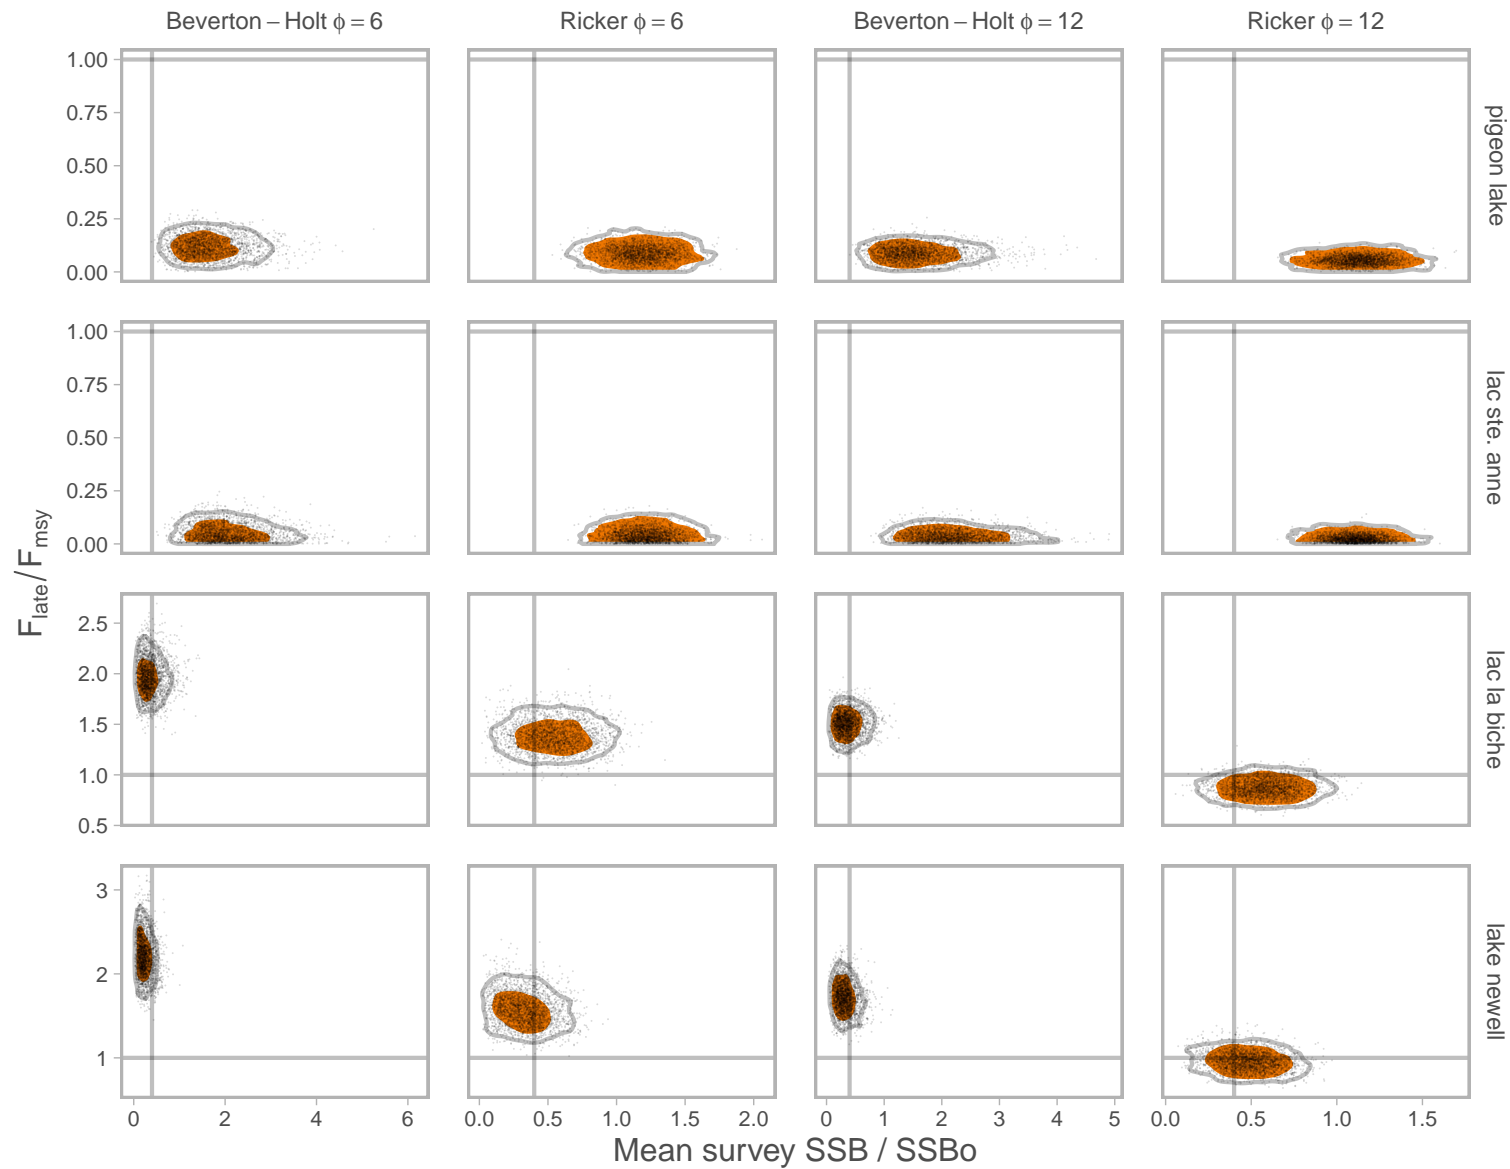 Beverton – Holt ϕ = 6
Ricker ϕ = 6
Beverton – Holt ϕ = 12
Ricker ϕ = 12
1.00
0.75
0.50
0.25
0.00
pigeon lake
1.00
0.75
0.50
0.25
0.00
lac ste. anne
2.5
2.0
1.5
1.0
0.5
lac la biche
3
2
1
lake newell
F_late/F_msy
0 2 4 6
0.0 0.5 1.0 1.5 2.0
0 1 2 3 4 5
0.0 0.5 1.0 1.5
Mean survey SSB / SSBo